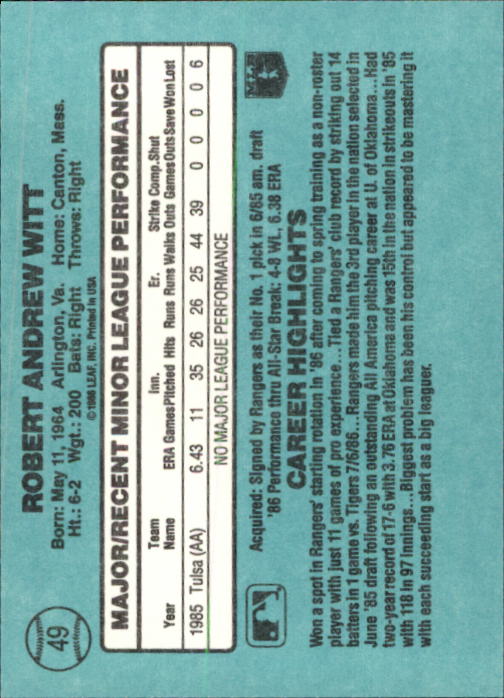 49
ROBERT ANDREW WITT
Born: May 11, 1964 Arlington, Va. Home: Canton, Mass.
Ht.: 6-2 Wgt.: 200 Bats: Right Throws: Right
©1986 LEAF, INC. Printed in USA
MAJOR/RECENT MINOR LEAGUE PERFORMANCE
Team Inn. Er. Strike Comp. Shut
Year Name ERA Games Pitched Hits Runs Runs Walks Outs Games Outs Save Won Lost
1985 Tulsa (AA) 6.43 11 35 26 26 25 44 39 0 0 0 0 6
NO MAJOR LEAGUE PERFORMANCE
Acquired: Signed by Rangers as their No. 1 pick in 6/85 am. draft
'86 Performance thru All-Star Break: 4-8 WL, 6.38 ERA
CAREER HIGHLIGHTS
Won a spot in Rangers' starting rotation in '86 after coming to spring training as a non-roster
player with just 11 games of pro experience...Tied a Rangers' club record by striking out 14
batters in 1 game vs. Tigers 7/6/86...Rangers made him the 3rd player in the nation selected in
June '85 draft following an outstanding All America pitching career at U. of Oklahoma...Had
two-year record of 17-6 with 3.76 ERA at Oklahoma and was 15th in the nation in strikeouts in '85
with 118 in 97 innings...Biggest problem has been his control but appeared to be mastering it
with each succeeding start as a big leaguer.